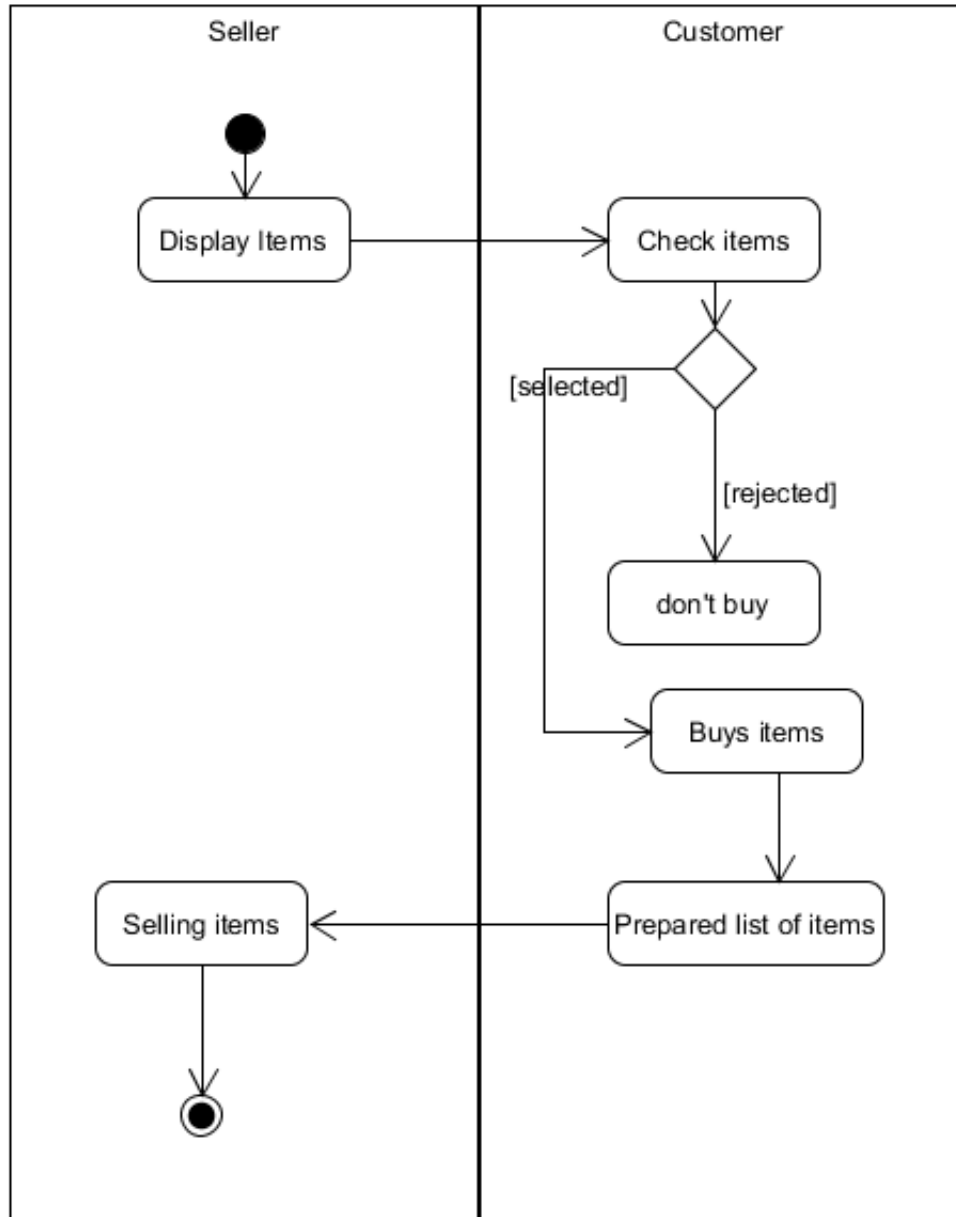 Seller
Customer
Display Items
Check items
[selected]
[rejected]
don't buy
Buys items
Selling items
Prepared list of items